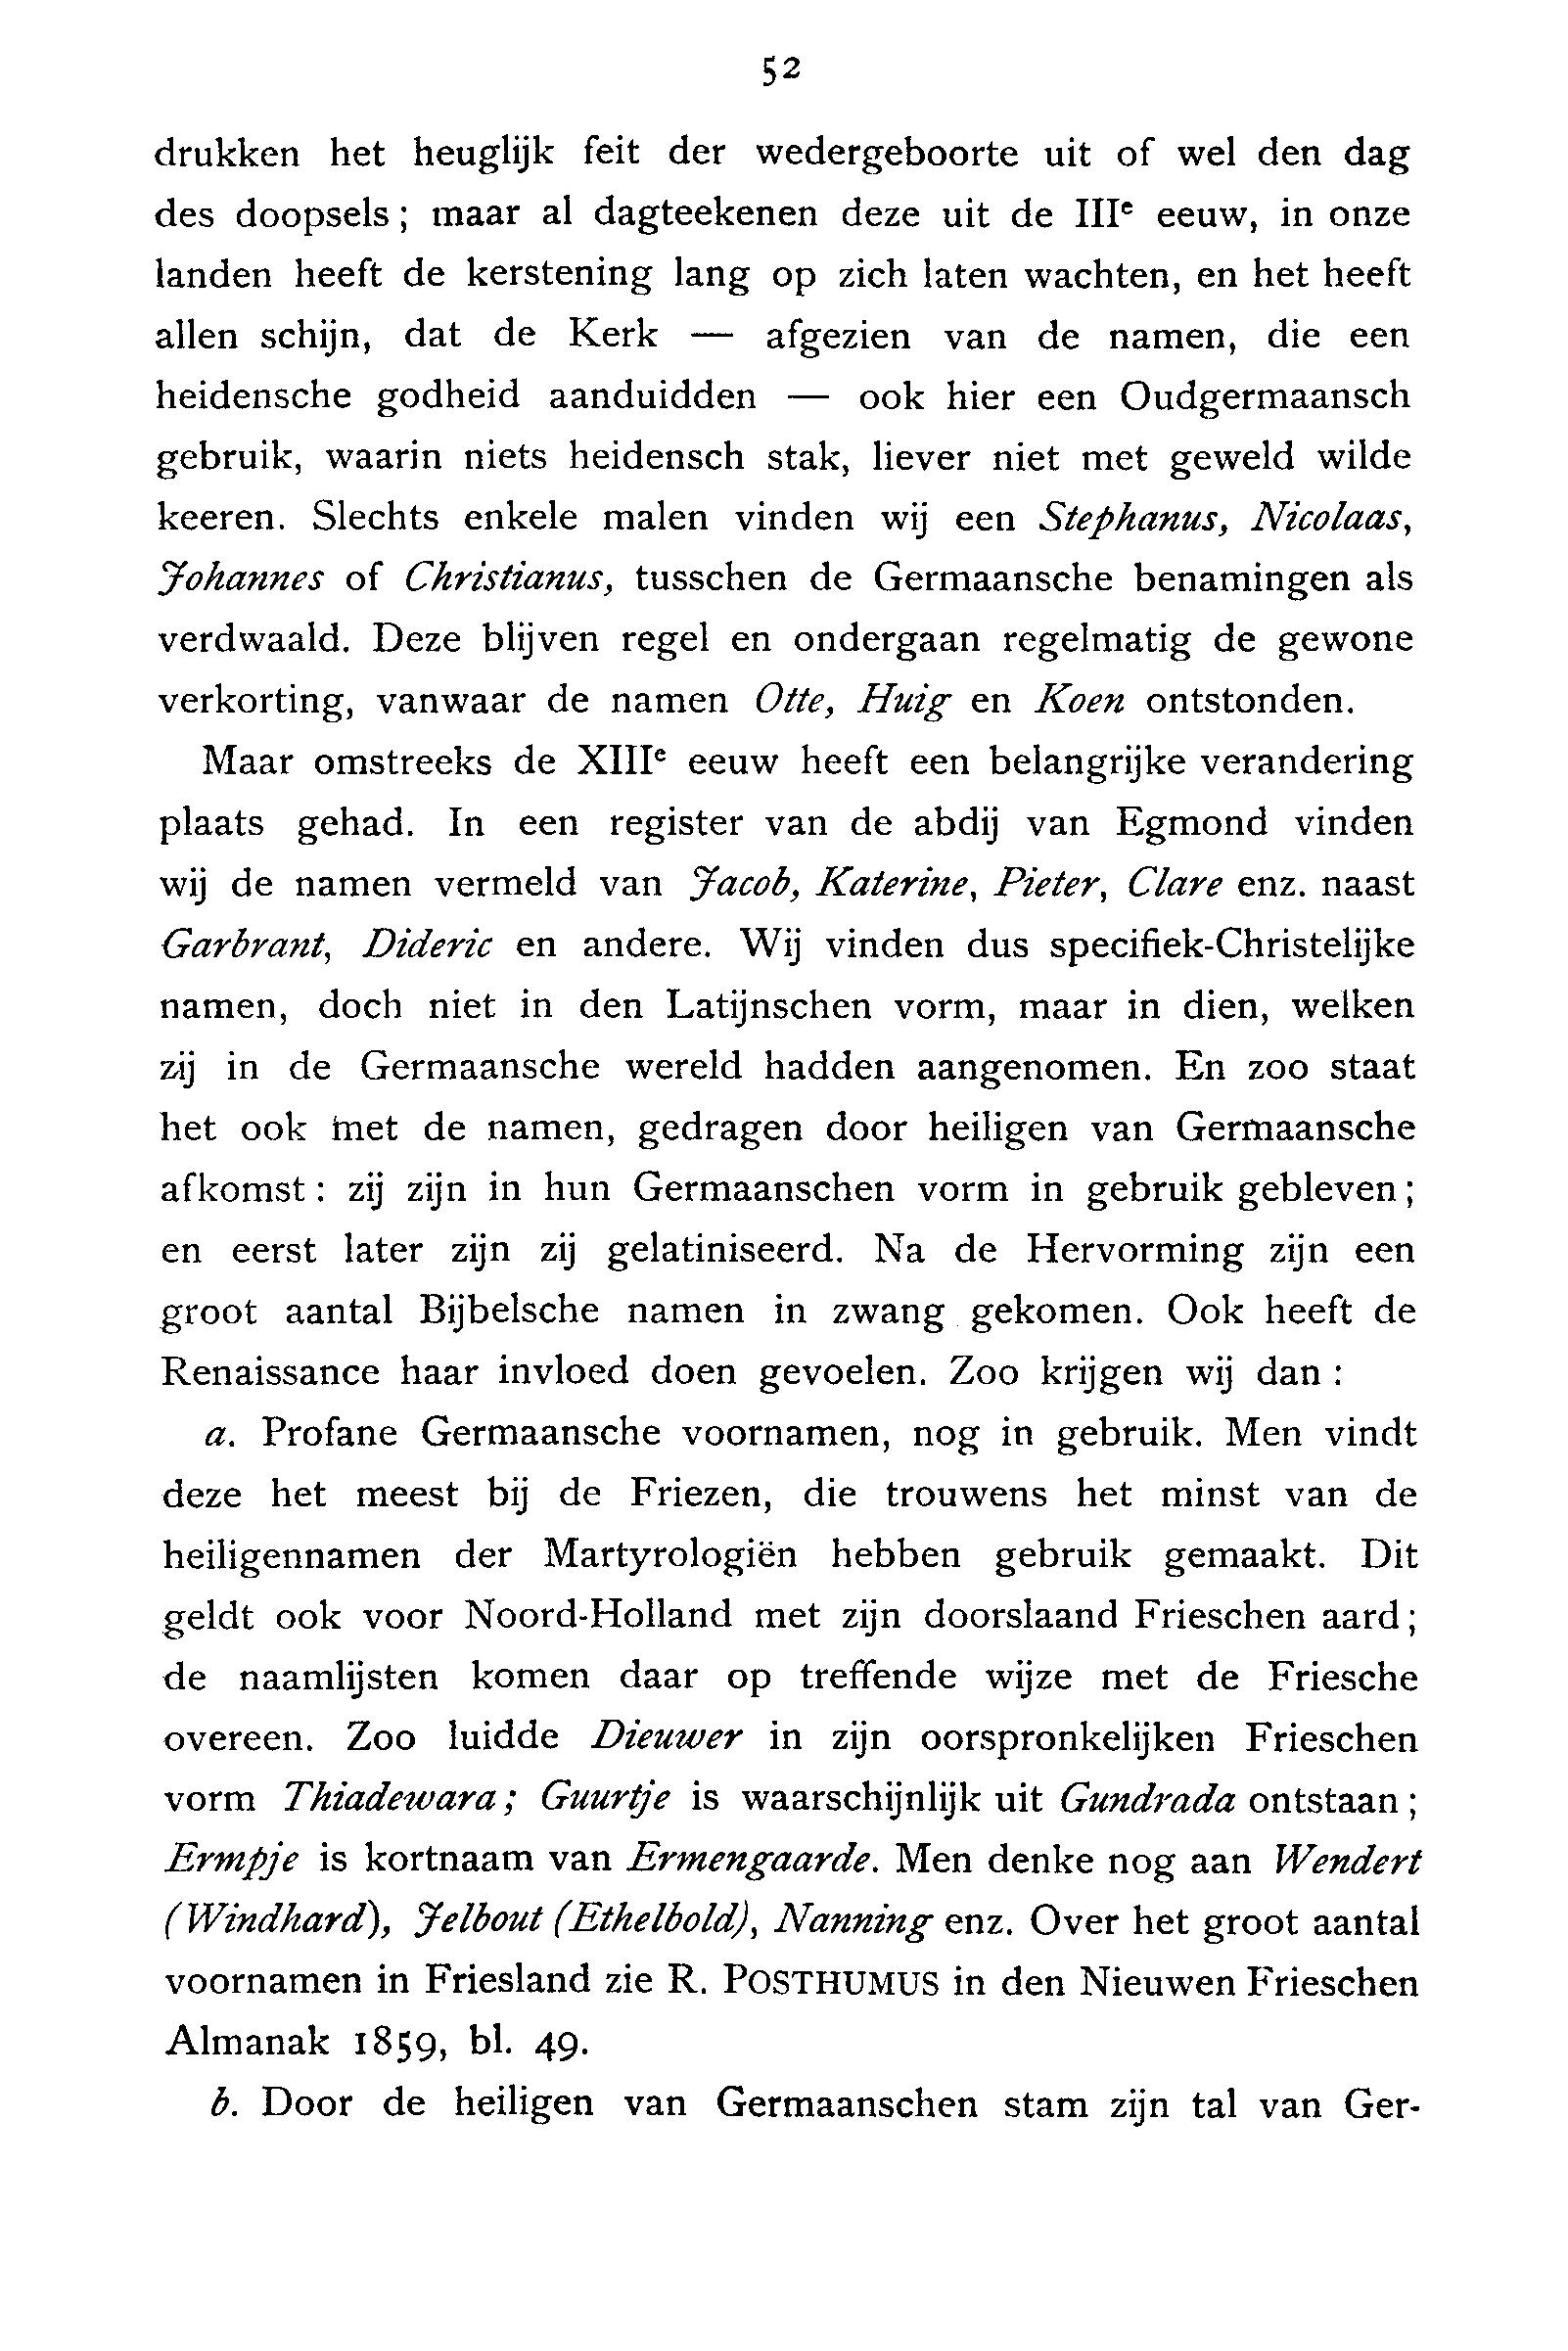 52
drukken het heuglijk feit der wedergeboorte uit of wel den dag
des doopsels; maar al dagteekenen deze uit de IIIe eeuw, in onze
landen heeft de kerstening lang op zich laten wachten, en het heeft
allen schijn, dat de Kerk — afgezien van de namen, die een
heidensche godheid aanduidden — ook hier een Oudgermaansch
gebruik, waarin niets heidensch stak, liever niet met geweld wilde
keeren. Slechts enkele malen vinden wij een Stephanus, Nicolaas,
Johannes of Christianus, tusschen de Germaansche benamingen als
verdwaald. Deze blijven regel en ondergaan regelmatig de gewone
verkorting, vanwaar de namen Otte, Huig en Koen ontstonden.
Maar omstreeks de XIIIe eeuw heeft een belangrijke verandering
plaats gehad. In een register van de abdij van Egmond vinden
wij de namen vermeld van Jacob, Katerine, Pieter, Clare enz. naast
Garbrant, Dideric en andere. Wij vinden dus specifiek-Christelijke
namen, doch niet in den Latijnschen vorm, maar in dien, welken
zij in de Germaansche wereld hadden aangenomen. En zoo staat
het ook met de namen, gedragen door heiligen van Germaansche
afkomst: zij zijn in hun Germaanschen vorm in gebruik gebleven;
en eerst later zijn zij gelatiniseerd. Na de Hervorming zijn een
groot aantal Bijbelsche namen in zwang gekomen. Ook heeft de
Renaissance haar invloed doen gevoelen. Zoo krijgen wij dan :
a. Profane Germaansche voornamen, nog in gebruik. Men vindt
deze het meest bij de Friezen, die trouwens het minst van de
heiligennamen der Martyrologiën hebben gebruik gemaakt. Dit
geldt ook voor Noord-Holland met zijn doorslaand Frieschen aard;
de naamlijsten komen daar op treffende wijze met de Friesche
overeen. Zoo luidde Dieuwer in zijn oorspronkelijken Frieschen
vorm Thiadewara; Guurtje is waarschijnlijk uit Gundrada ontstaan;
Ermpje is kortnaam van Ermengaarde. Men denke nog aan Wendert
(Windhard), Jelbout (Ethelbold), Nanning enz. Over het groot aantal
voornamen in Friesland zie R. POSTHUMUS in den Nieuwen Frieschen
Almanak 1859, bl. 49.
b. Door de heiligen van Germaanschen stam zijn tal van Ger-